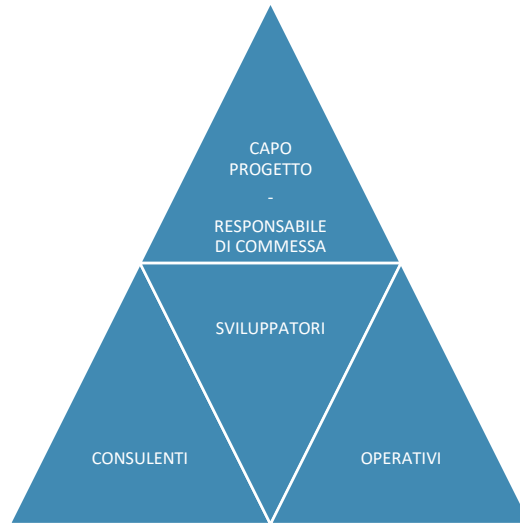 CAPO
PROGETTO
-
RESPONSABILE
DI COMMESSA
SVILUPPATORI
CONSULENTI
OPERATIVI